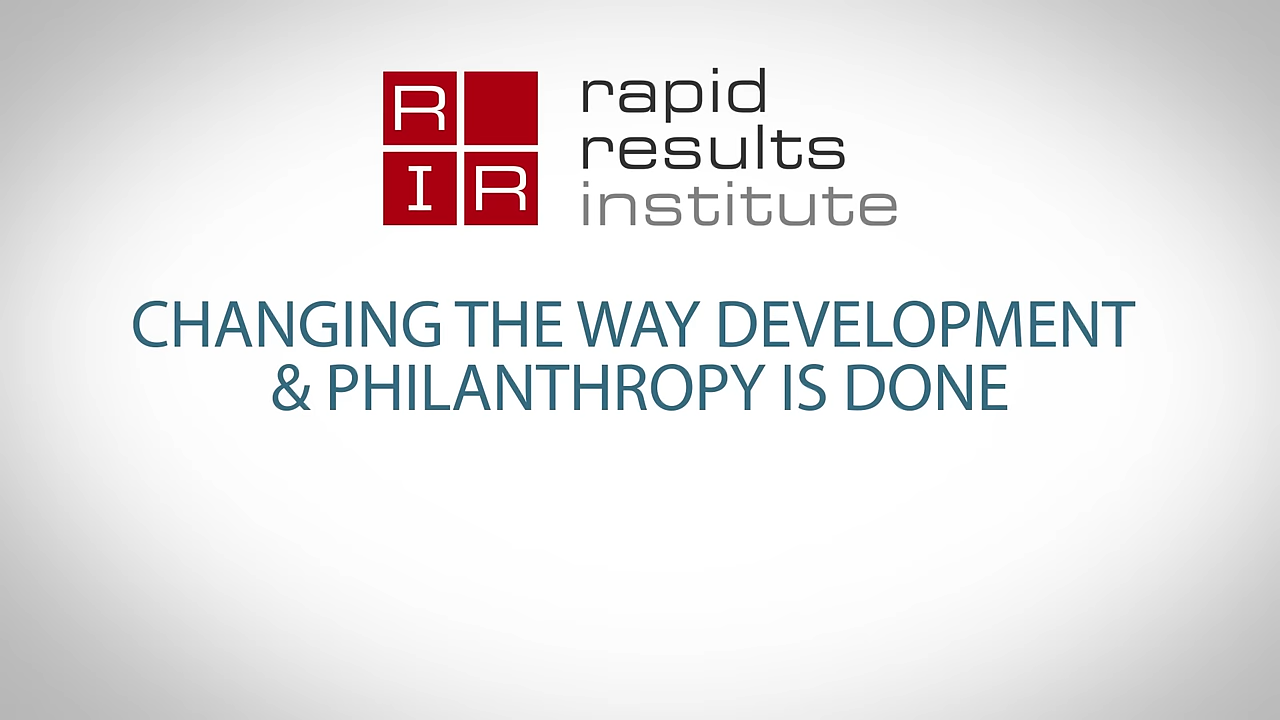 R
I R
rapid
results
institute
CHANGING THE WAY DEVELOPMENT
& PHILANTHROPY IS DONE